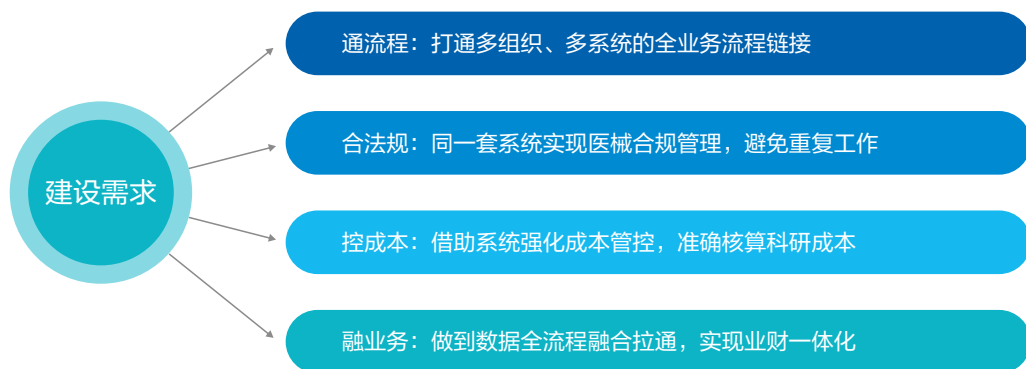 建设需求
通流程：打通多组织、多系统的全业务流程链接
合法规：同一套系统实现医械合规管理，避免重复工作
控成本：借助系统强化成本管控，准确核算科研成本
融业务：做到数据全流程融合拉通，实现业财一体化